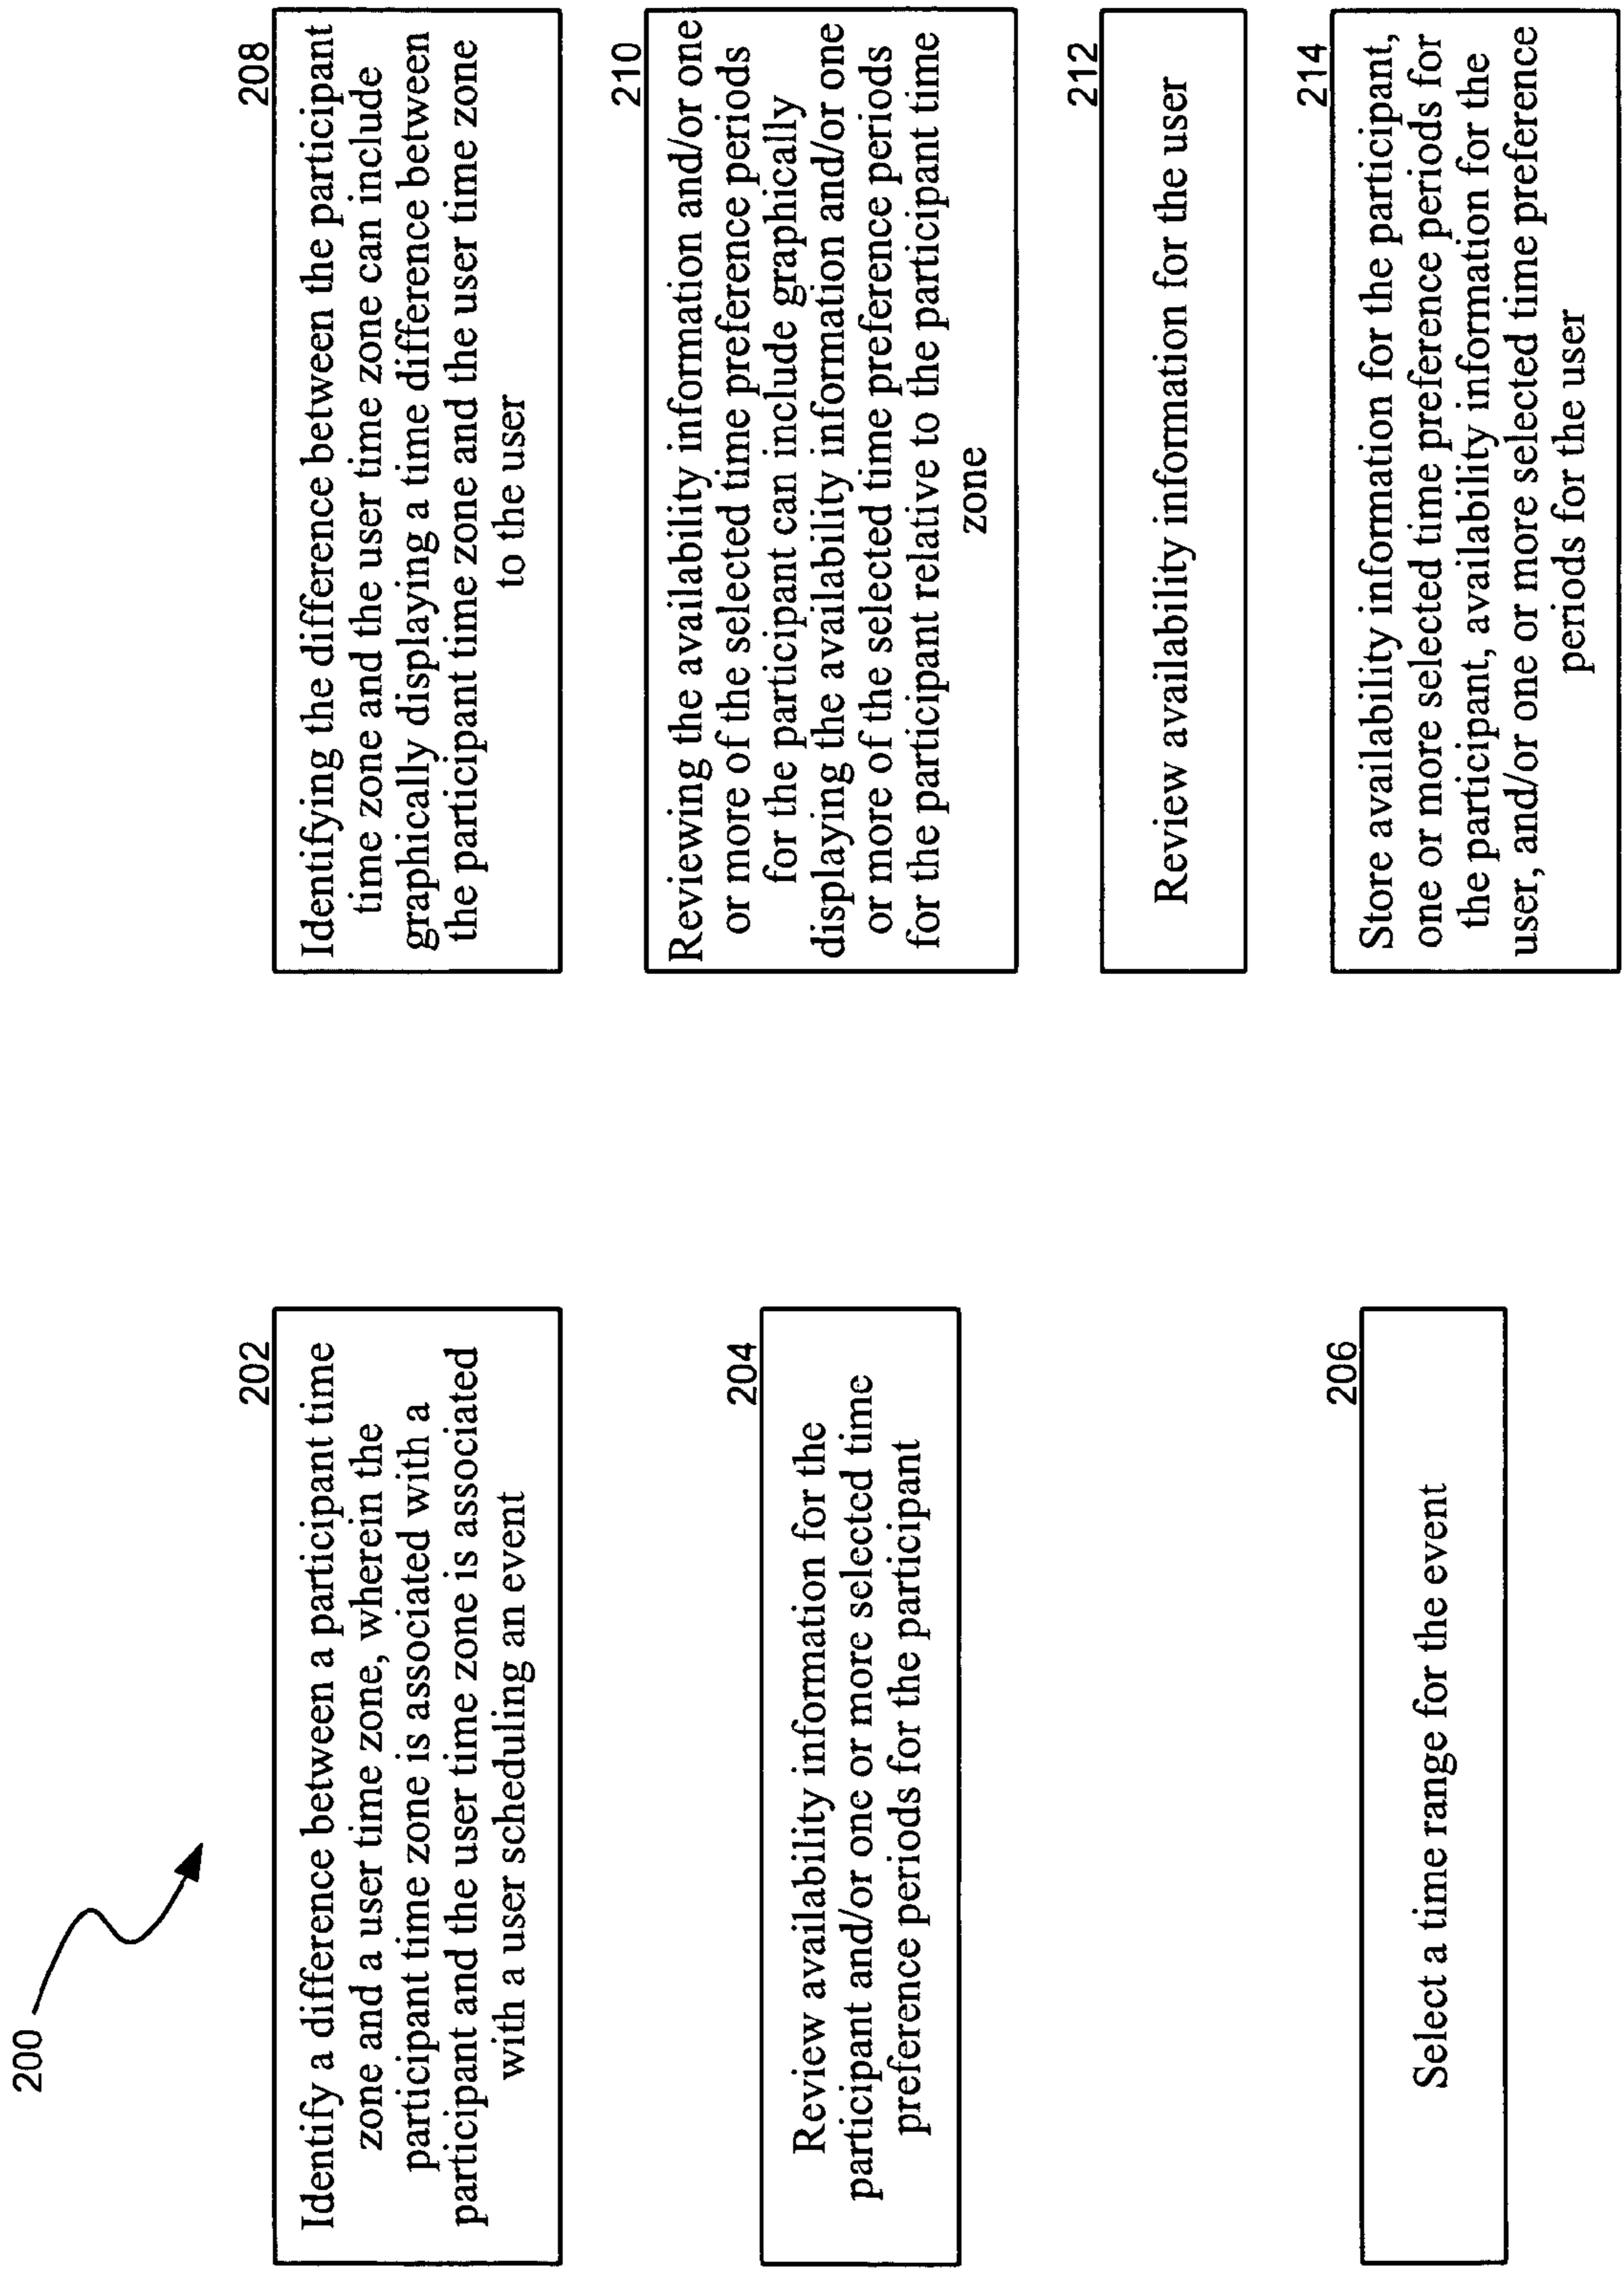 200
202
Identify a difference between a participant time
zone and a user time zone, wherein the
participant time zone is associated with a
participant and the user time zone is associated
with a user scheduling an event
204
Review availability information for the
participant and/or one or more selected time
preference periods for the participant
206
Select a time range for the event
208
Identifying the difference between the participant
time zone and the user time zone can include
graphically displaying a time difference between
the participant time zone and the user time zone
to the user
210
Reviewing the availability information and/or one
or more of the selected time preference periods
for the participant can include graphically
displaying the availability information and/or one
or more of the selected time preference periods
for the participant relative to the participant time
zone
212
Review availability information for the user
214
Store availability information for the participant,
one or more selected time preference periods for
the participant, availability information for the
user, and/or one or more selected time preference
periods for the user